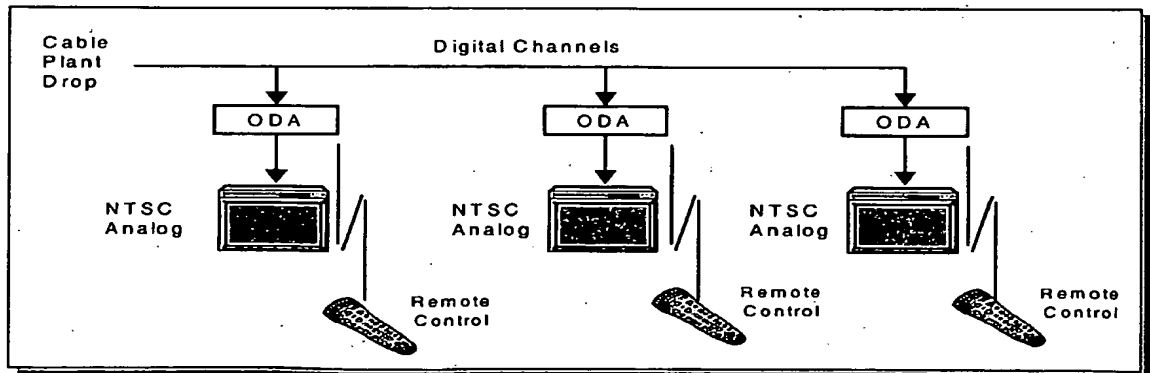 Cable
Plant
Drop
Digital Channels
ODA
ODA
ODA
NTSC
Analog
NTSC
Analog
NTSC
Analog
Remote
Control
Remote
Control
Remote
Control